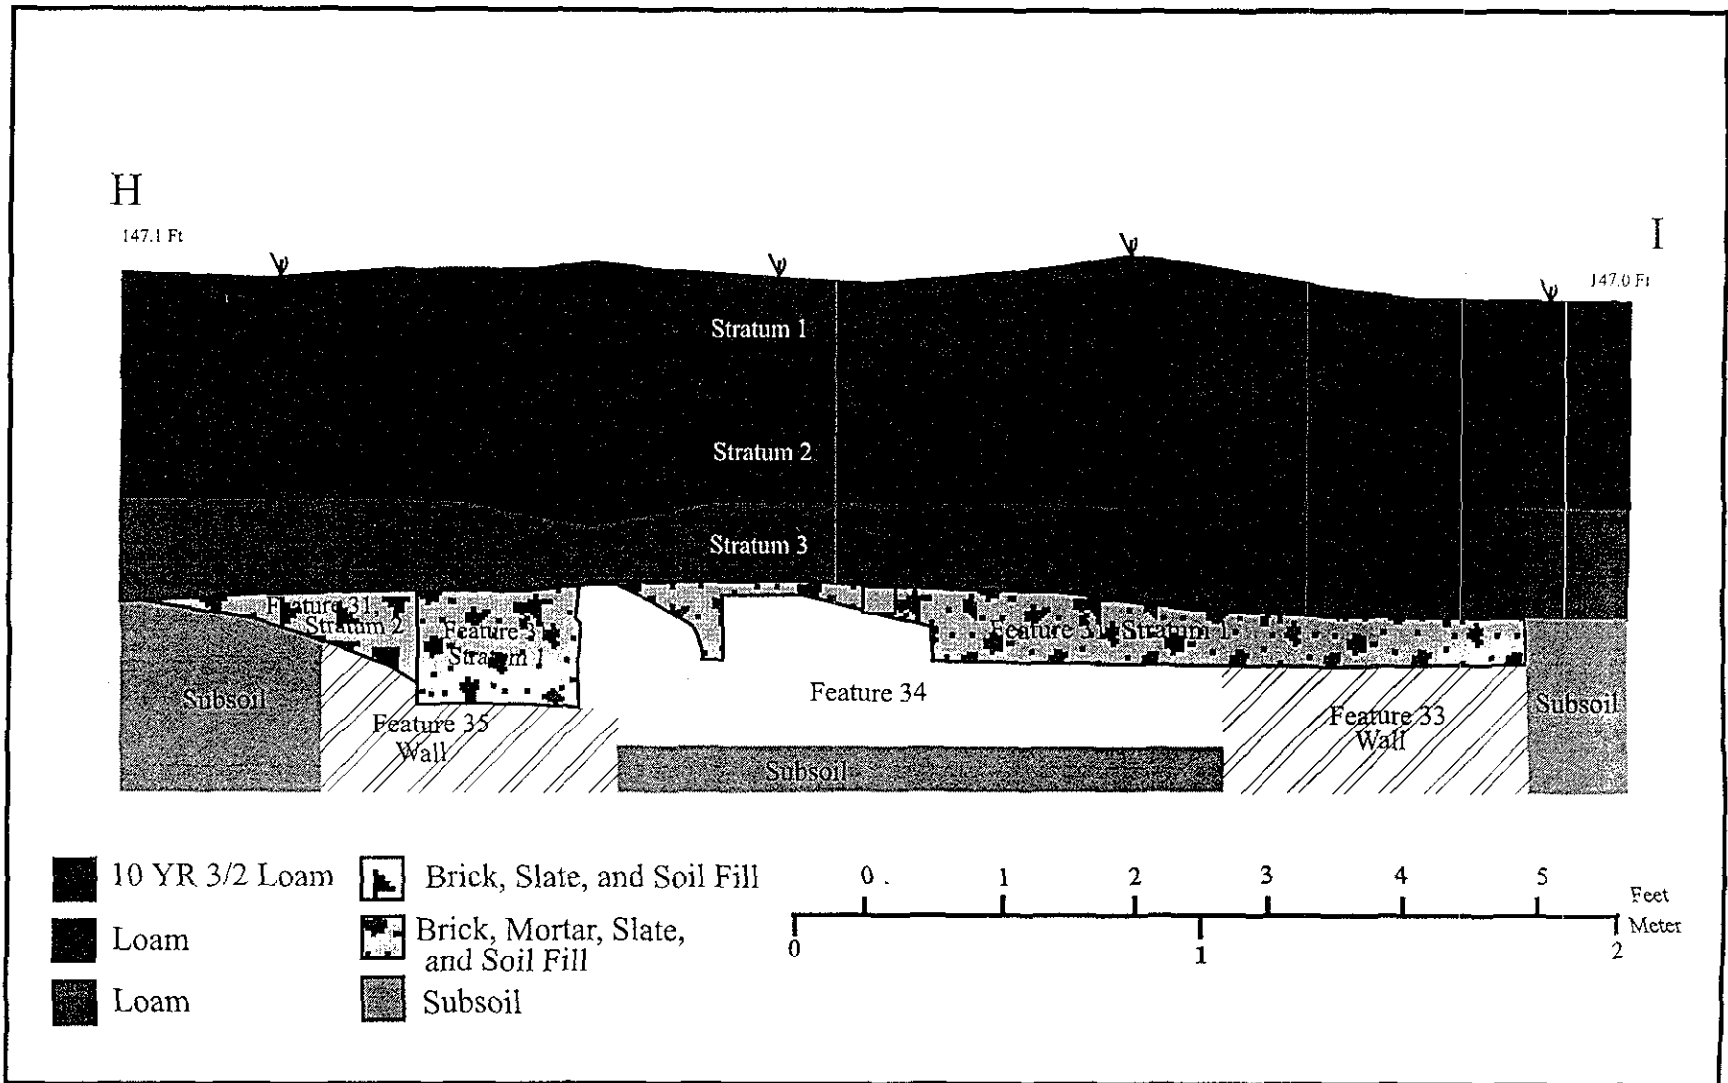 H
147.1 Ft
I
147.0 Ft
Stratum 1
Stratum 2
Stratum 3
Feature 31
Stratum 2
Feature 31
Stratum 1
Feature 31 Stratum 1
Subsoil
Feature 35
Wall
Feature 34
Subsoil
Feature 33
Wall
Subsoil
10 YR 3/2 Loam
Loam
Loam
Brick, Slate, and Soil Fill
Brick, Mortar, Slate,
and Soil Fill
Subsoil
0 1 2 3 4 5
Feet
Meter
0 1 2